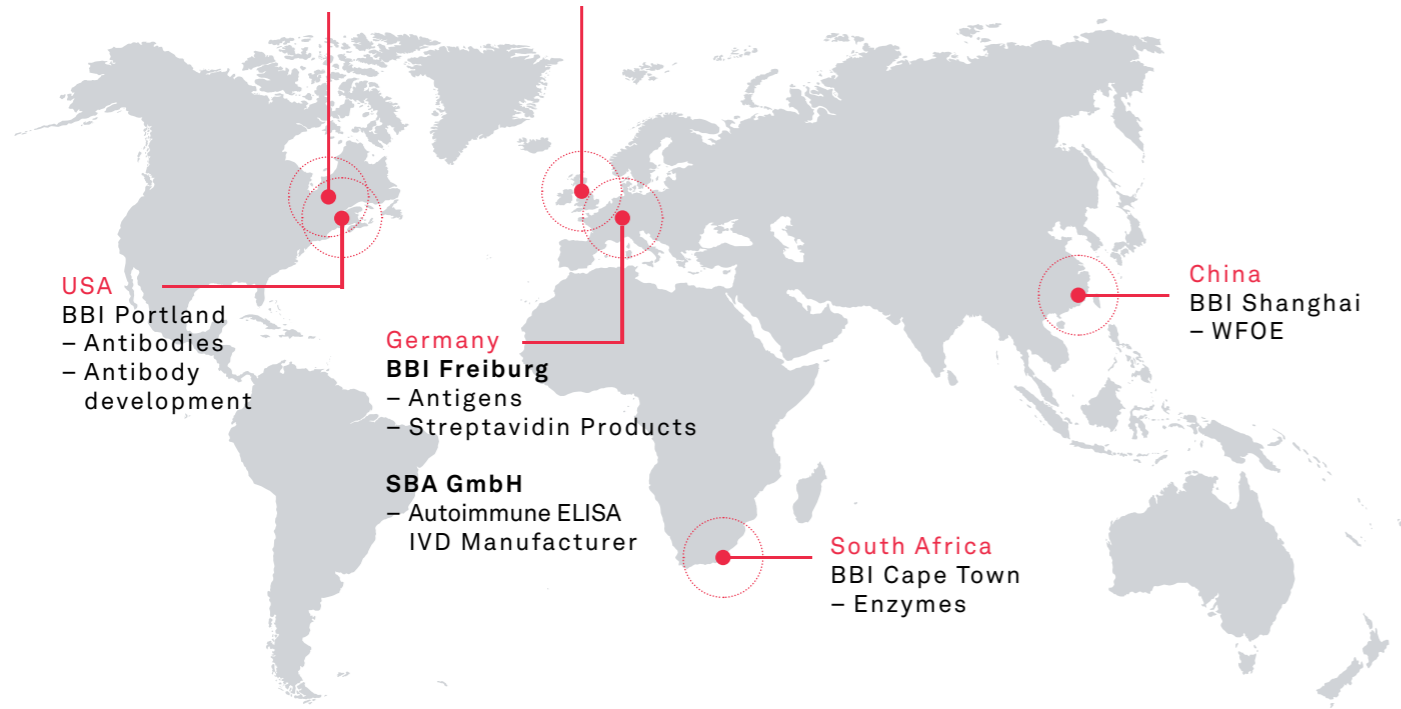 USA
BBI Portland
– Antibodies
– Antibody
development
Germany
BBI Freiburg
– Antigens
– Streptavidin Products
SBA GmbH
– Autoimmune ELISA
IVD Manufacturer
South Africa
BBI Cape Town
– Enzymes
China
BBI Shanghai
– WFOE